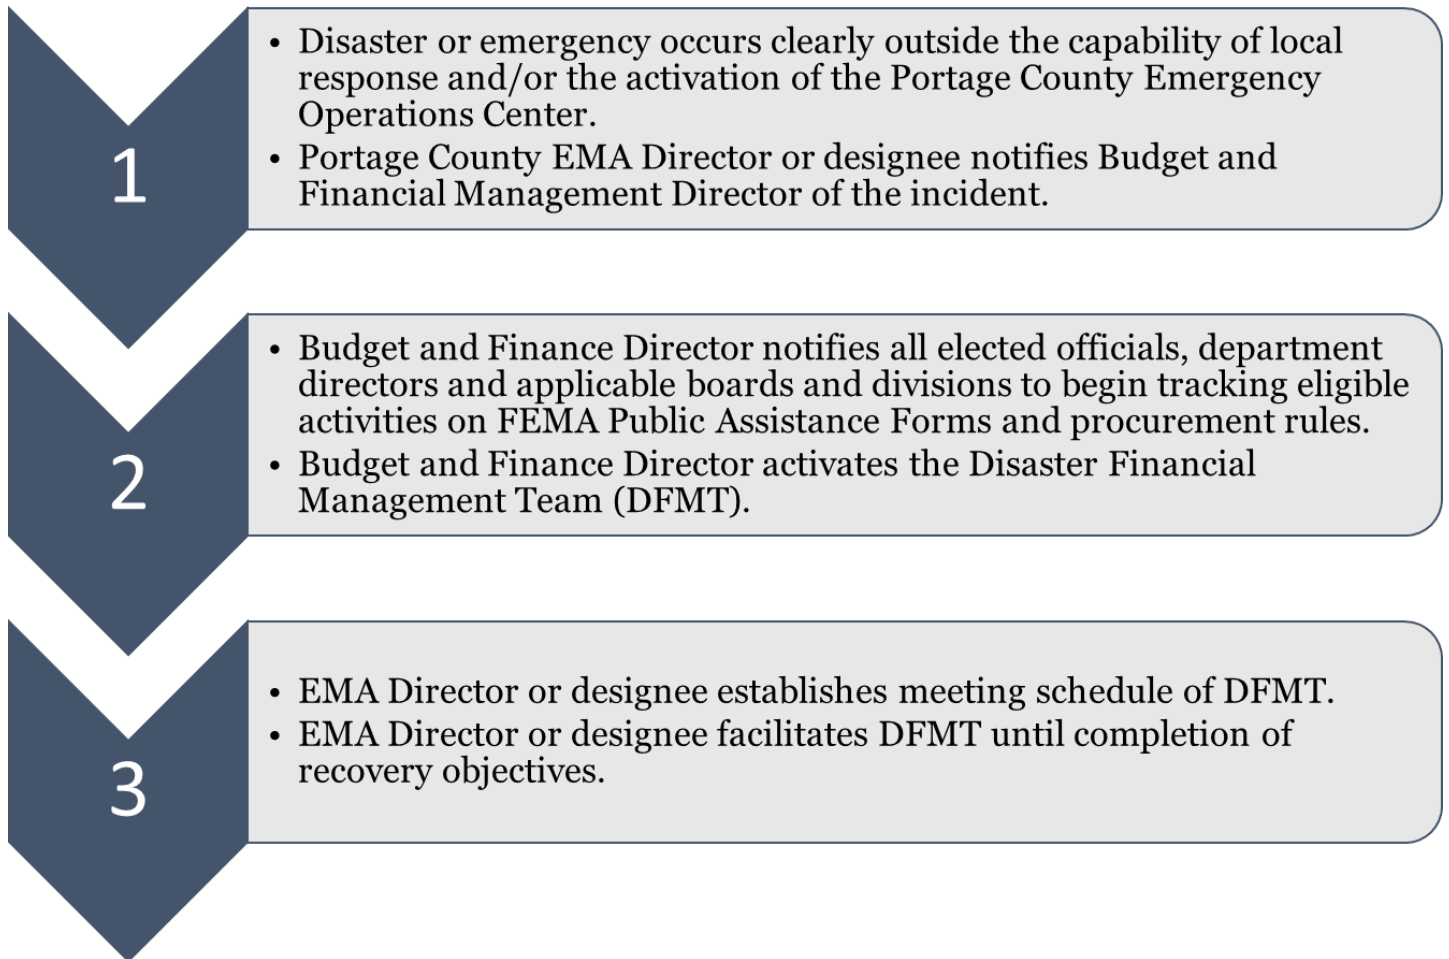 1
• Disaster or emergency occurs clearly outside the capability of local
response and/or the activation of the Portage County Emergency
Operations Center.
• Portage County EMA Director or designee notifies Budget and
Financial Management Director of the incident.
2
• Budget and Finance Director notifies all elected officials, department
directors and applicable boards and divisions to begin tracking eligible
activities on FEMA Public Assistance Forms and procurement rules.
• Budget and Finance Director activates the Disaster Financial
Management Team (DFMT).
3
• EMA Director or designee establishes meeting schedule of DFMT.
• EMA Director or designee facilitates DFMT until completion of
recovery objectives.